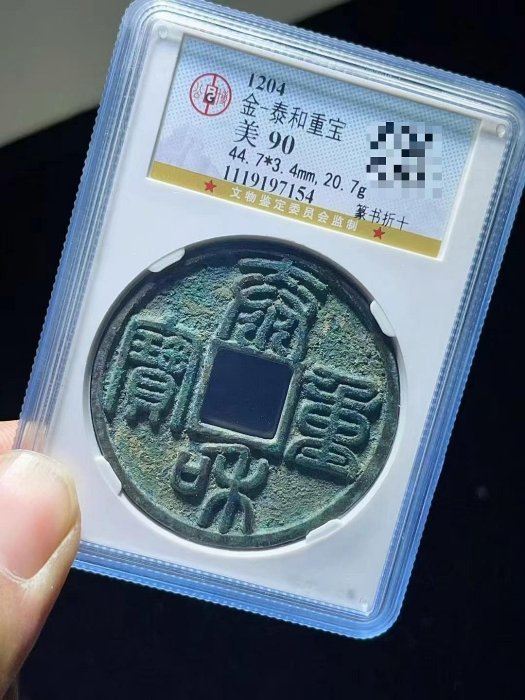 1204
金-泰和重宝
美 90
44.7*3.4mm,20.7g
1119197154
篆书折十
文物鉴定委员会监制
泰和重寶